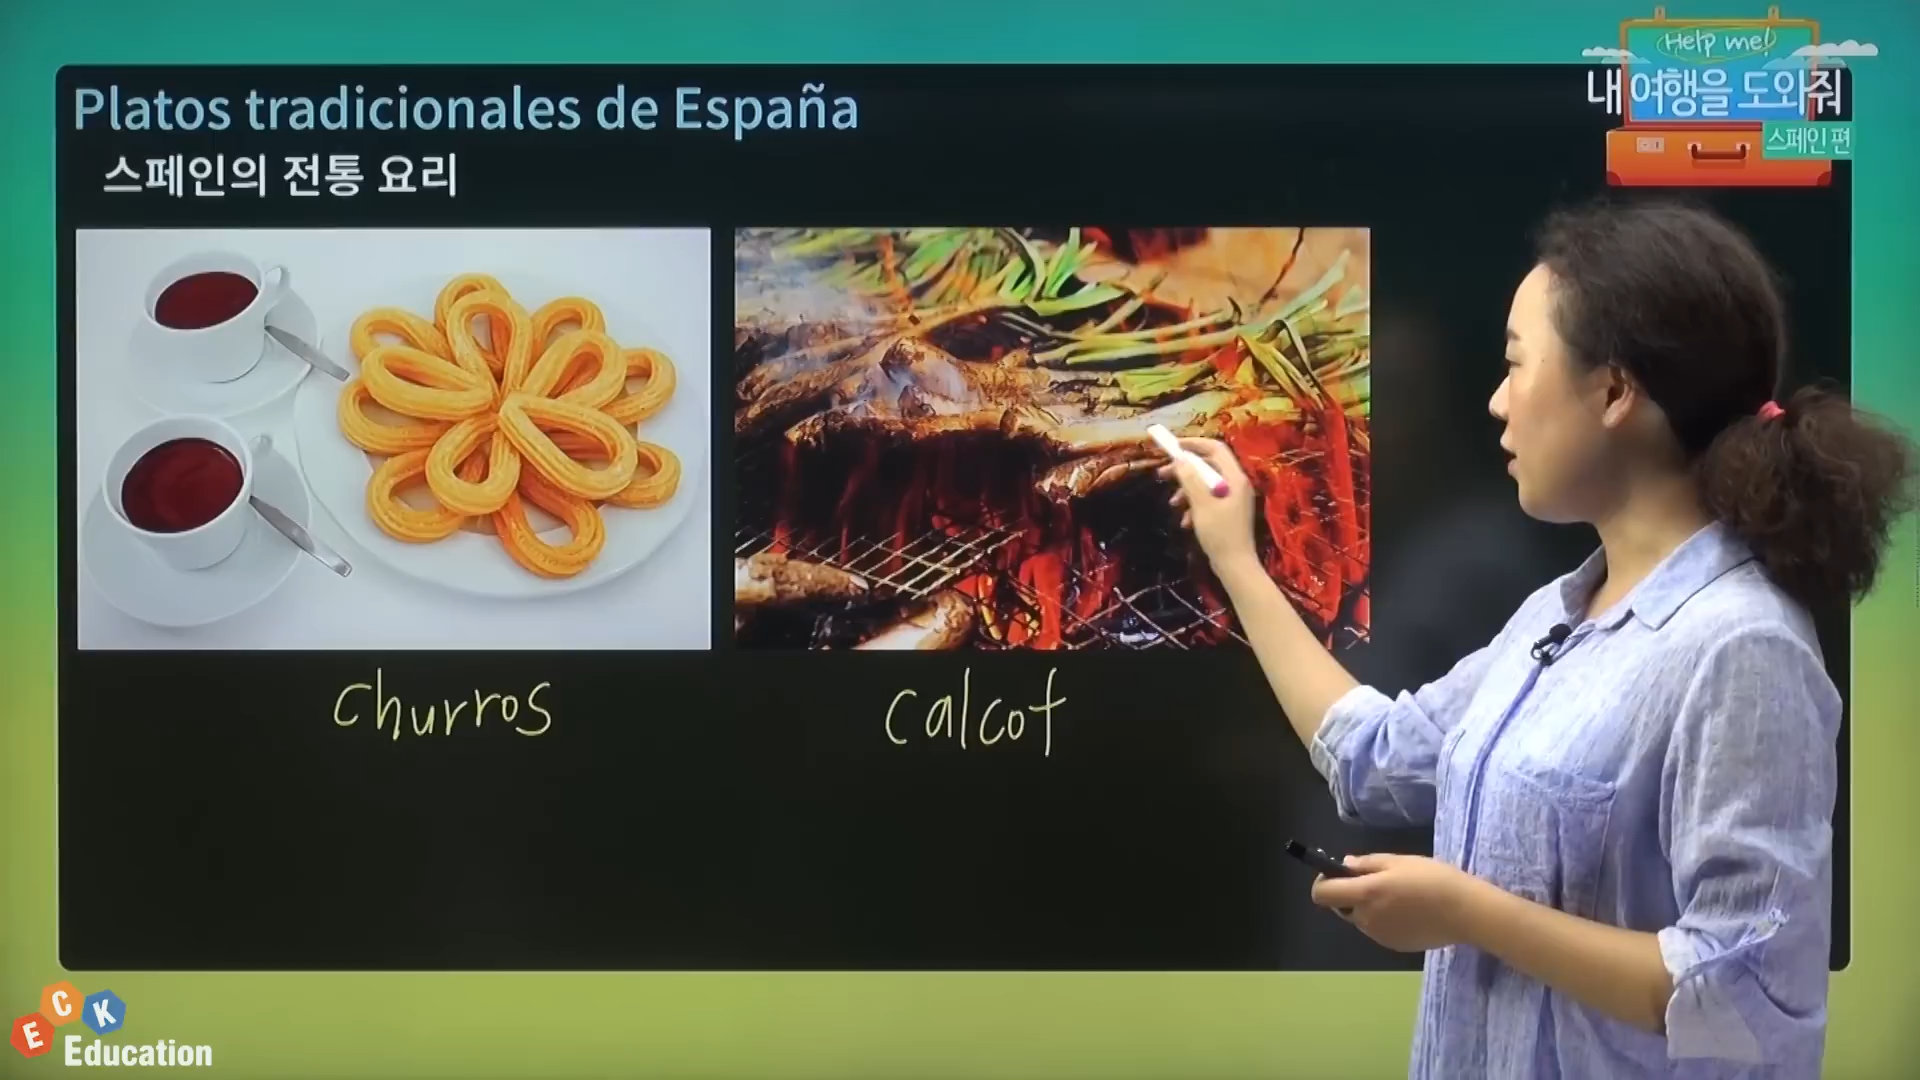 Help me!
내 여행을 도와줘
스페인 편
Platos tradicionales de España
스페인의 전통 요리
churros
calcot
ECK
Education